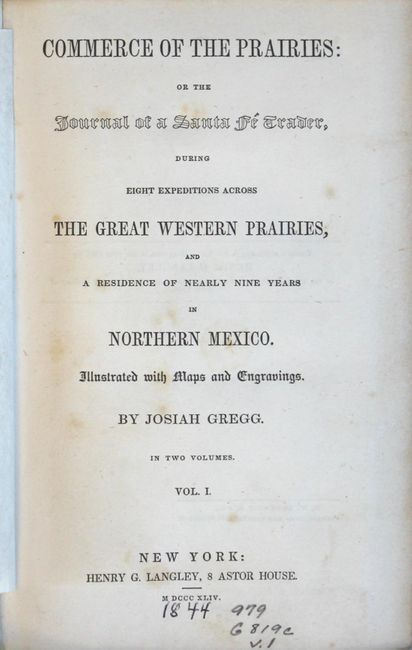 COMMERCE OF THE PRAIRIES:
OR THE
Journal of a Santa Fé Trader,
DURING
EIGHT EXPEDITIONS ACROSS
THE GREAT WESTERN PRAIRIES,
AND
A RESIDENCE OF NEARLY NINE YEARS
IN
NORTHERN MEXICO.
Illustrated with Maps and Engravings.
BY JOSIAH GREGG.
IN TWO VOLUMES.
VOL. I.
NEW YORK:
HENRY G. LANGLEY, 8 ASTOR HOUSE.
M DCCC XLIV.
1844 979
G819c
v.1